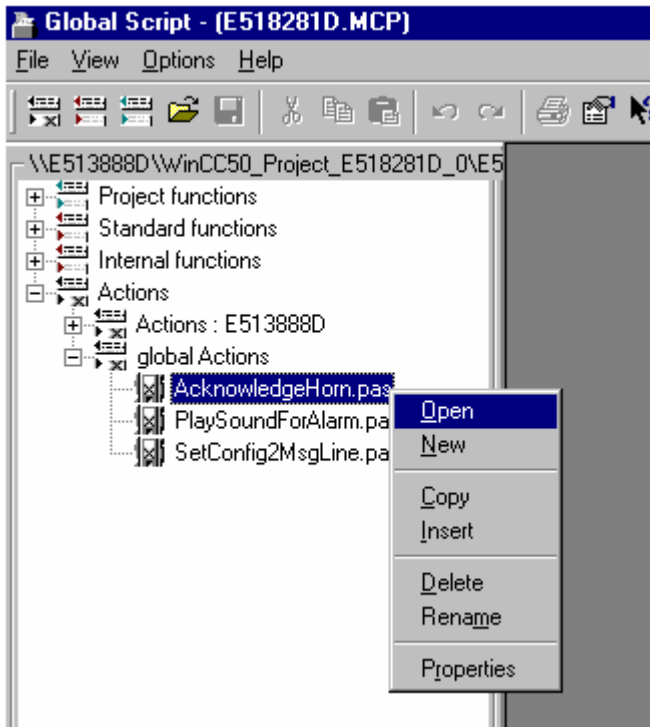 Global Script - (E518281D.MCP)
File View Options Help
\\E513888D\WinCC50_Project_E518281D_0\E5
Project functions
Standard functions
Internal functions
Actions
Actions : E513888D
global Actions
AcknowledgeHorn.pas
PlaySoundForAlarm.pa
SetConfig2MsgLine.pa
Open
New
Copy
Insert
Delete
Rename
Properties